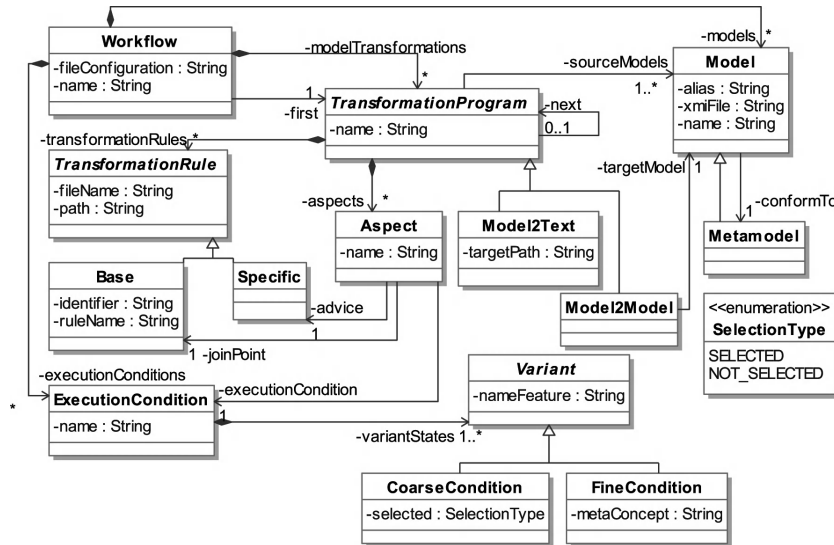 Workflow
-fileConfiguration : String
-name : String
-modelTransformations
*
-models
*
Model
-alias : String
-xmiFile : String
-name : String
-sourceModels
1..*
1
-first
TransformationProgram
-name : String
-next
0..1
-transformationRules
*
TransformationRule
-fileName : String
-path : String
-aspects
*
Aspect
-name : String
Model2Text
-targetPath : String
-targetModel
1
-conformTo
1
Metamodel
Base
-identifier : String
-ruleName : String
Specific
-advice
1
1
-joinPoint
Model2Model
<<enumeration>>
SelectionType
SELECTED
NOT_SELECTED
-executionConditions
*
-executionCondition
1
ExecutionCondition
-name : String
Variant
-nameFeature : String
-variantStates 1..*
CoarseCondition
-selected : SelectionType
FineCondition
-metaConcept : String